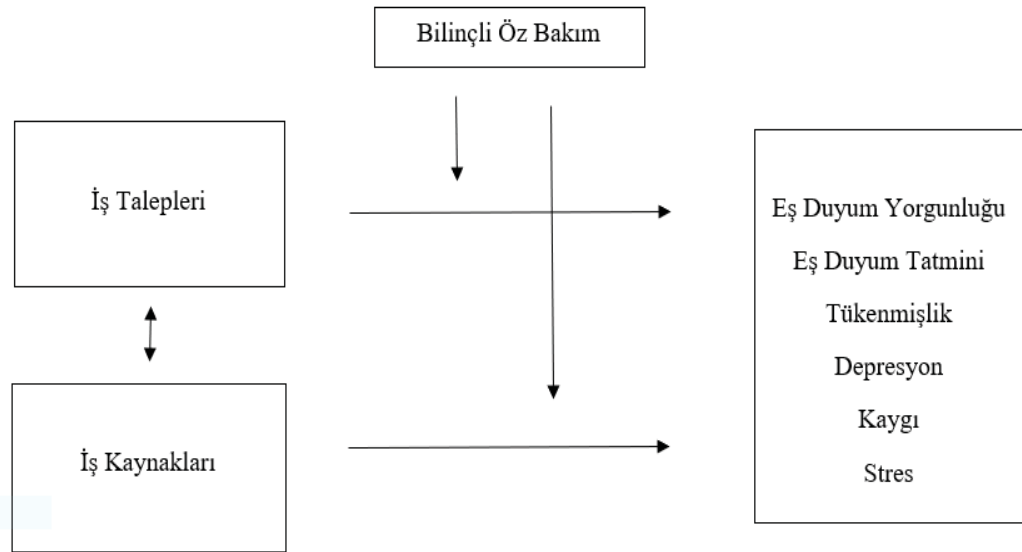 Bilinçli Öz Bakım
İş Talepleri
İş Kaynakları
Eş Duyum Yorgunluğu
Eş Duyum Tatmini
Tükenmişlik
Depresyon
Kaygı
Stres